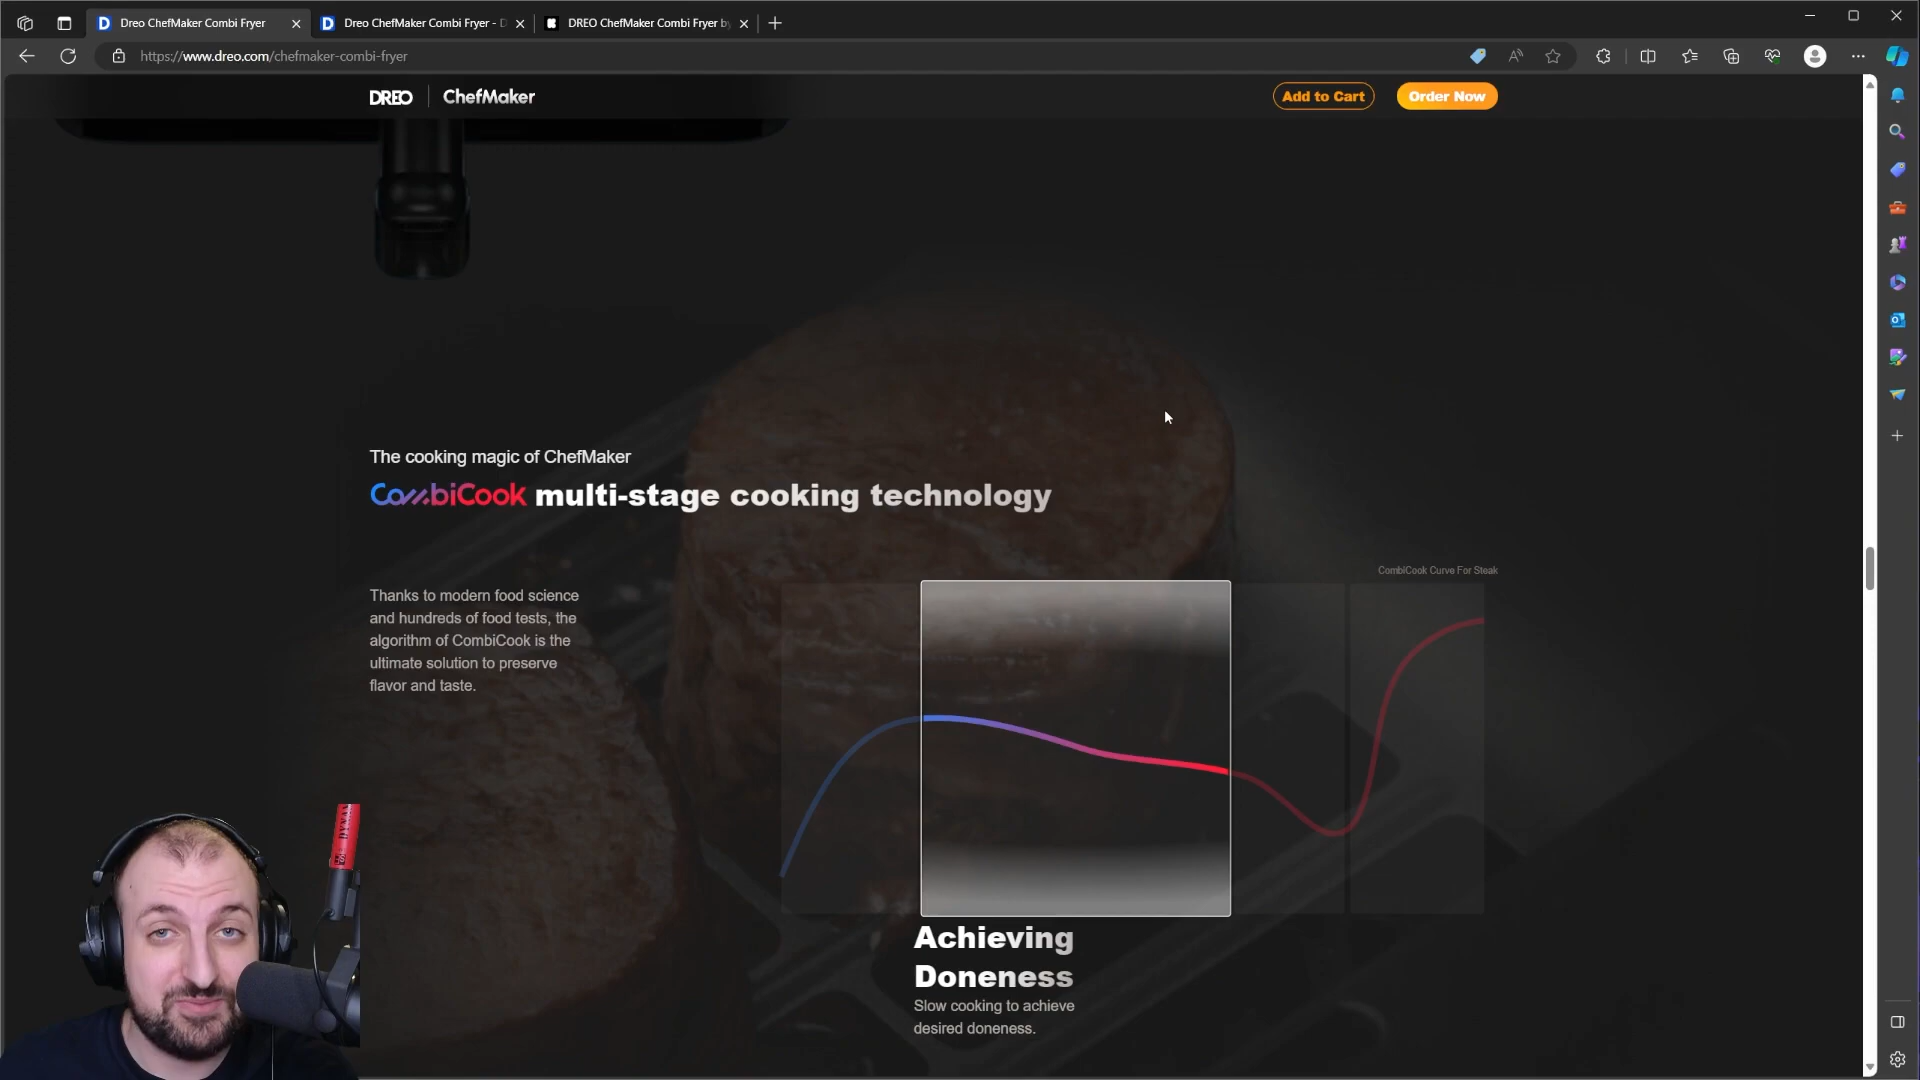 Dreo ChefMaker Combi Fryer
Dreo ChefMaker Combi Fryer - D
DREO ChefMaker Combi Fryer by
https://www.dreo.com/chefmaker-combi-fryer
DREO
ChefMaker
Add to Cart
Order Now
The cooking magic of ChefMaker
CombiCook multi-stage cooking technology
CombiCook Curve For Steak
Thanks to modern food science
and hundreds of food tests, the
algorithm of CombiCook is the
ultimate solution to preserve
flavor and taste.
Achieving
Doneness
Slow cooking to achieve
desired doneness.